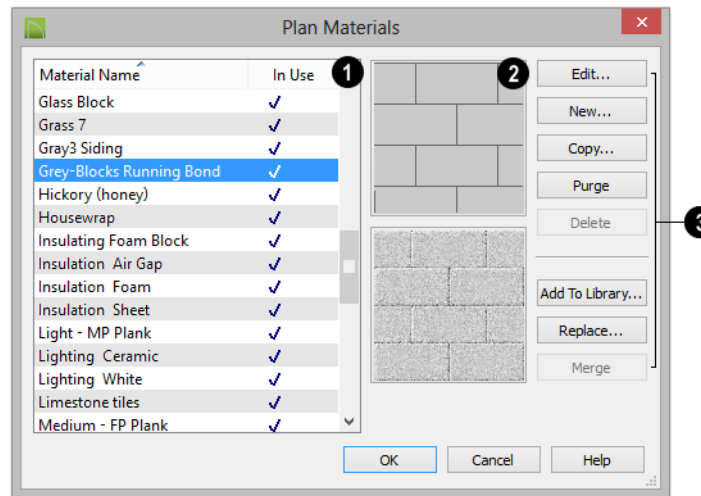 Plan Materials
×
Material Name In Use
1
2
Glass Block
Grass 7
Gray3 Siding
Grey-Blocks Running Bond
Hickory (honey)
Housewrap
Insulating Foam Block
Insulation Air Gap
Insulation Foam
Insulation Sheet
Light - MP Plank
Lighting Ceramic
Lighting White
Limestone tiles
Medium - FP Plank
Edit...
New...
Copy...
Purge
Delete
3
Add To Library...
Replace...
Merge
OK Cancel Help